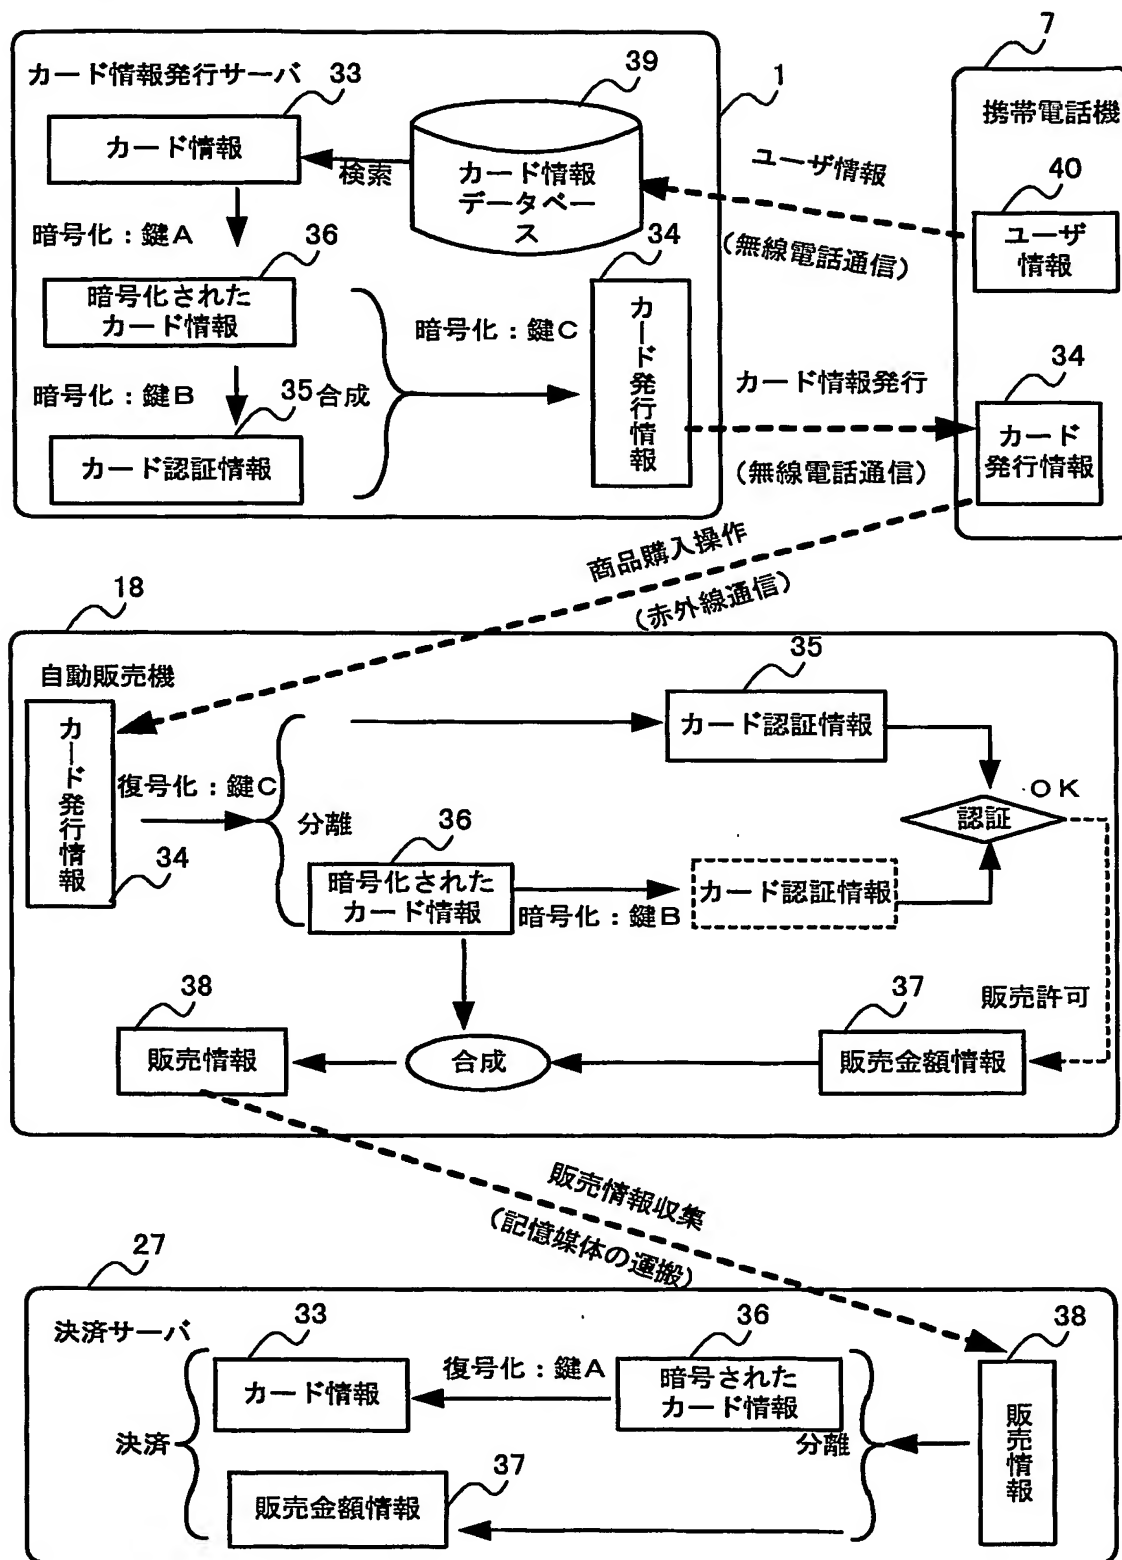 カード情報発行サーバ
33
39
1
7
携帯電話機
カード情報
検索
カード情報
データベー
ス
ユーザ情報
(無線電話通信)
40
ユーザ
情報
暗号化：鍵A
36
暗号化された
カード情報
暗号化：鍵B
35
合成
カード認証情報
暗号化：鍵C
34
カード発行情報
カード情報発行
(無線電話通信)
34
カード
発行情報
商品購入操作
(赤外線通信)
18
自動販売機
カード発行情報
34
復号化：鍵C
分離
35
カード認証情報
36
暗号化された
カード情報
暗号化：鍵B
カード認証情報
認証
OK
販売許可
38
販売情報
合成
37
販売金額情報
販売情報収集
(記憶媒体の運搬)
27
決済サーバ
33
カード情報
復号化：鍵A
36
暗号された
カード情報
38
販売情報
分離
決済
37
販売金額情報